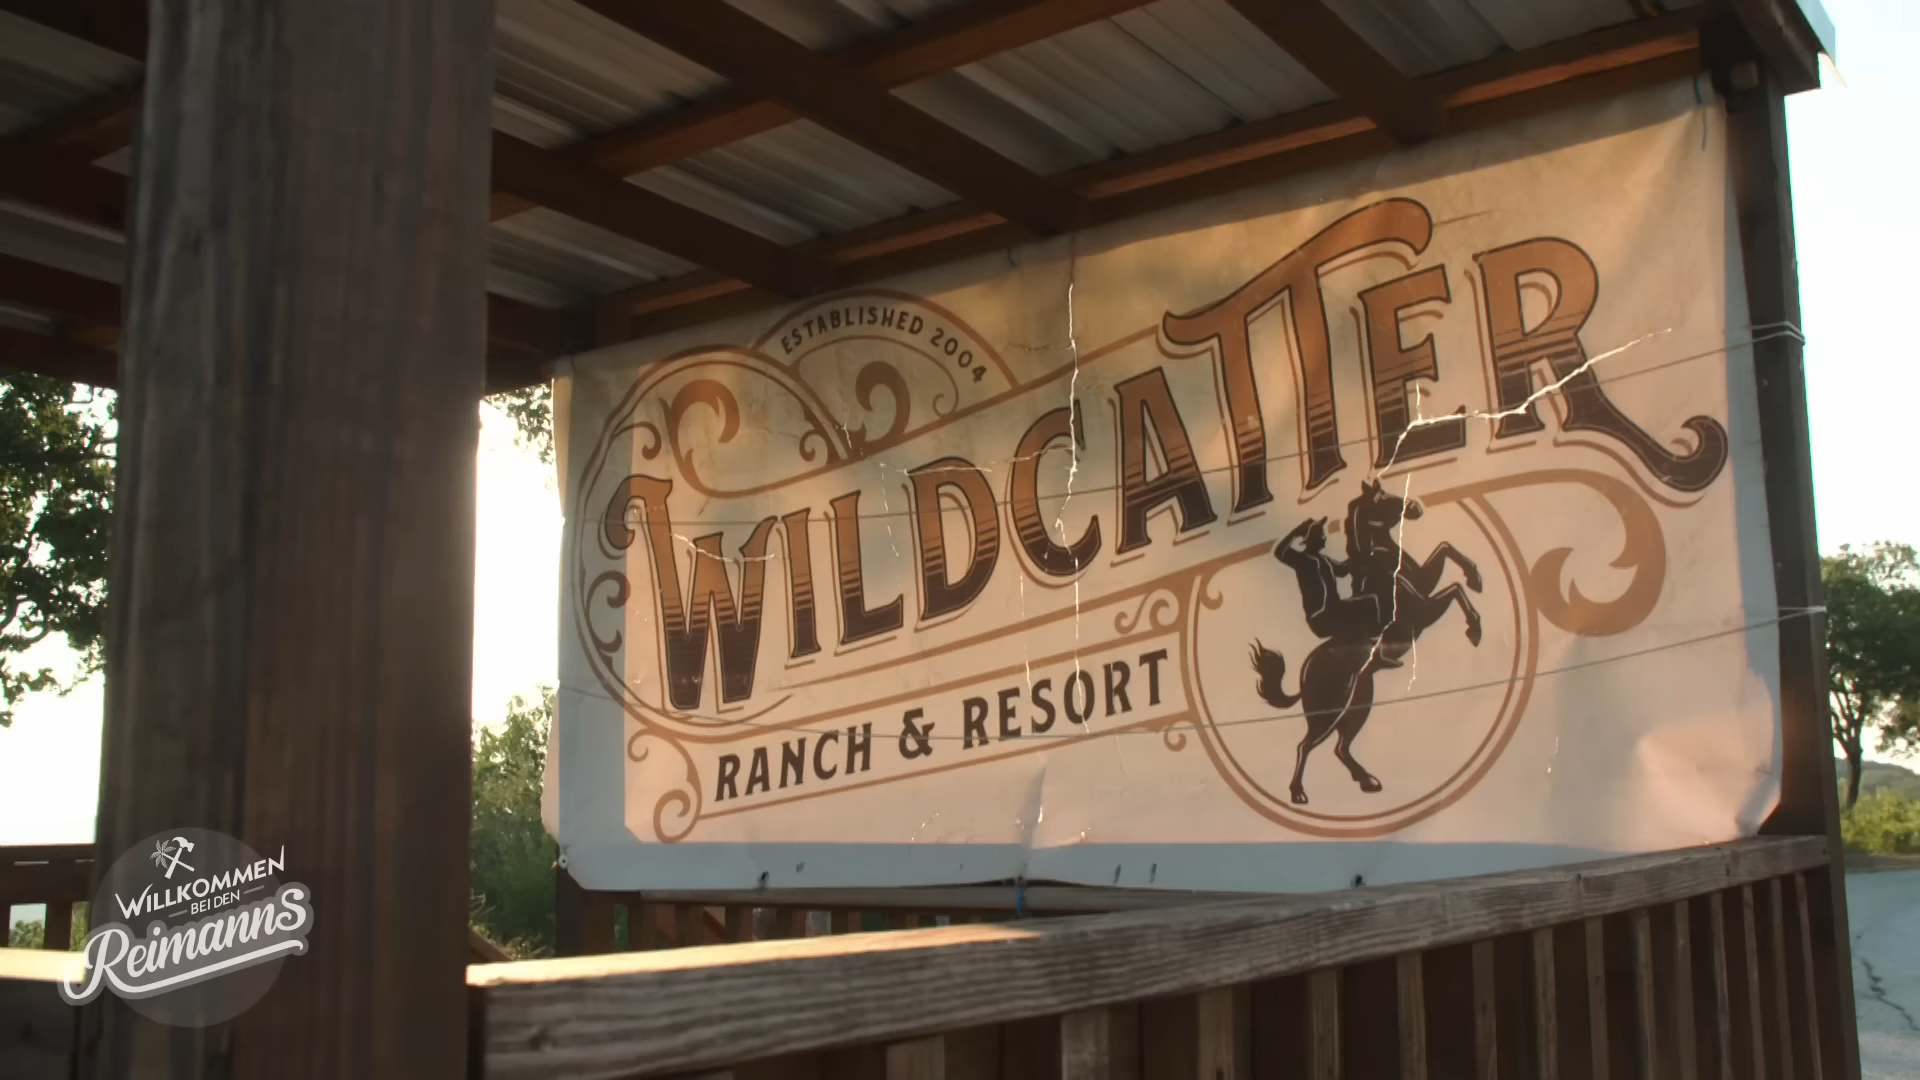 ESTABLISHED 2004
WILDCATTER
RANCH & RESORT
WILLKOMMEN
BEI DEN
Reimanns